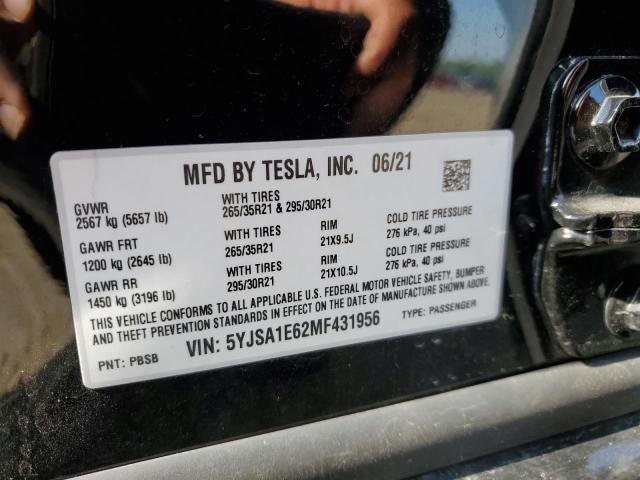 MFD BY TESLA, INC. 06/21
GVWR
2567 kg (5657 lb)
WITH TIRES
265/35R21 & 295/30R21
GAWR FRT
1200 kg (2645 lb)
WITH TIRES
265/35R21
RIM
21X9.5J
COLD TIRE PRESSURE
276 kPa, 40 psi
GAWR RR
1450 kg (3196 lb)
WITH TIRES
295/30R21
RIM
21X10.5J
COLD TIRE PRESSURE
276 kPa, 40 psi
THIS VEHICLE CONFORMS TO ALL APPLICABLE U.S. FEDERAL MOTOR VEHICLE SAFETY, BUMPER
AND THEFT PREVENTION STANDARDS IN EFFECT ON THE DATE OF MANUFACTURE SHOWN ABOVE.
PNT: PBSB
VIN: 5YJSA1E62MF431956
TYPE: PASSENGER